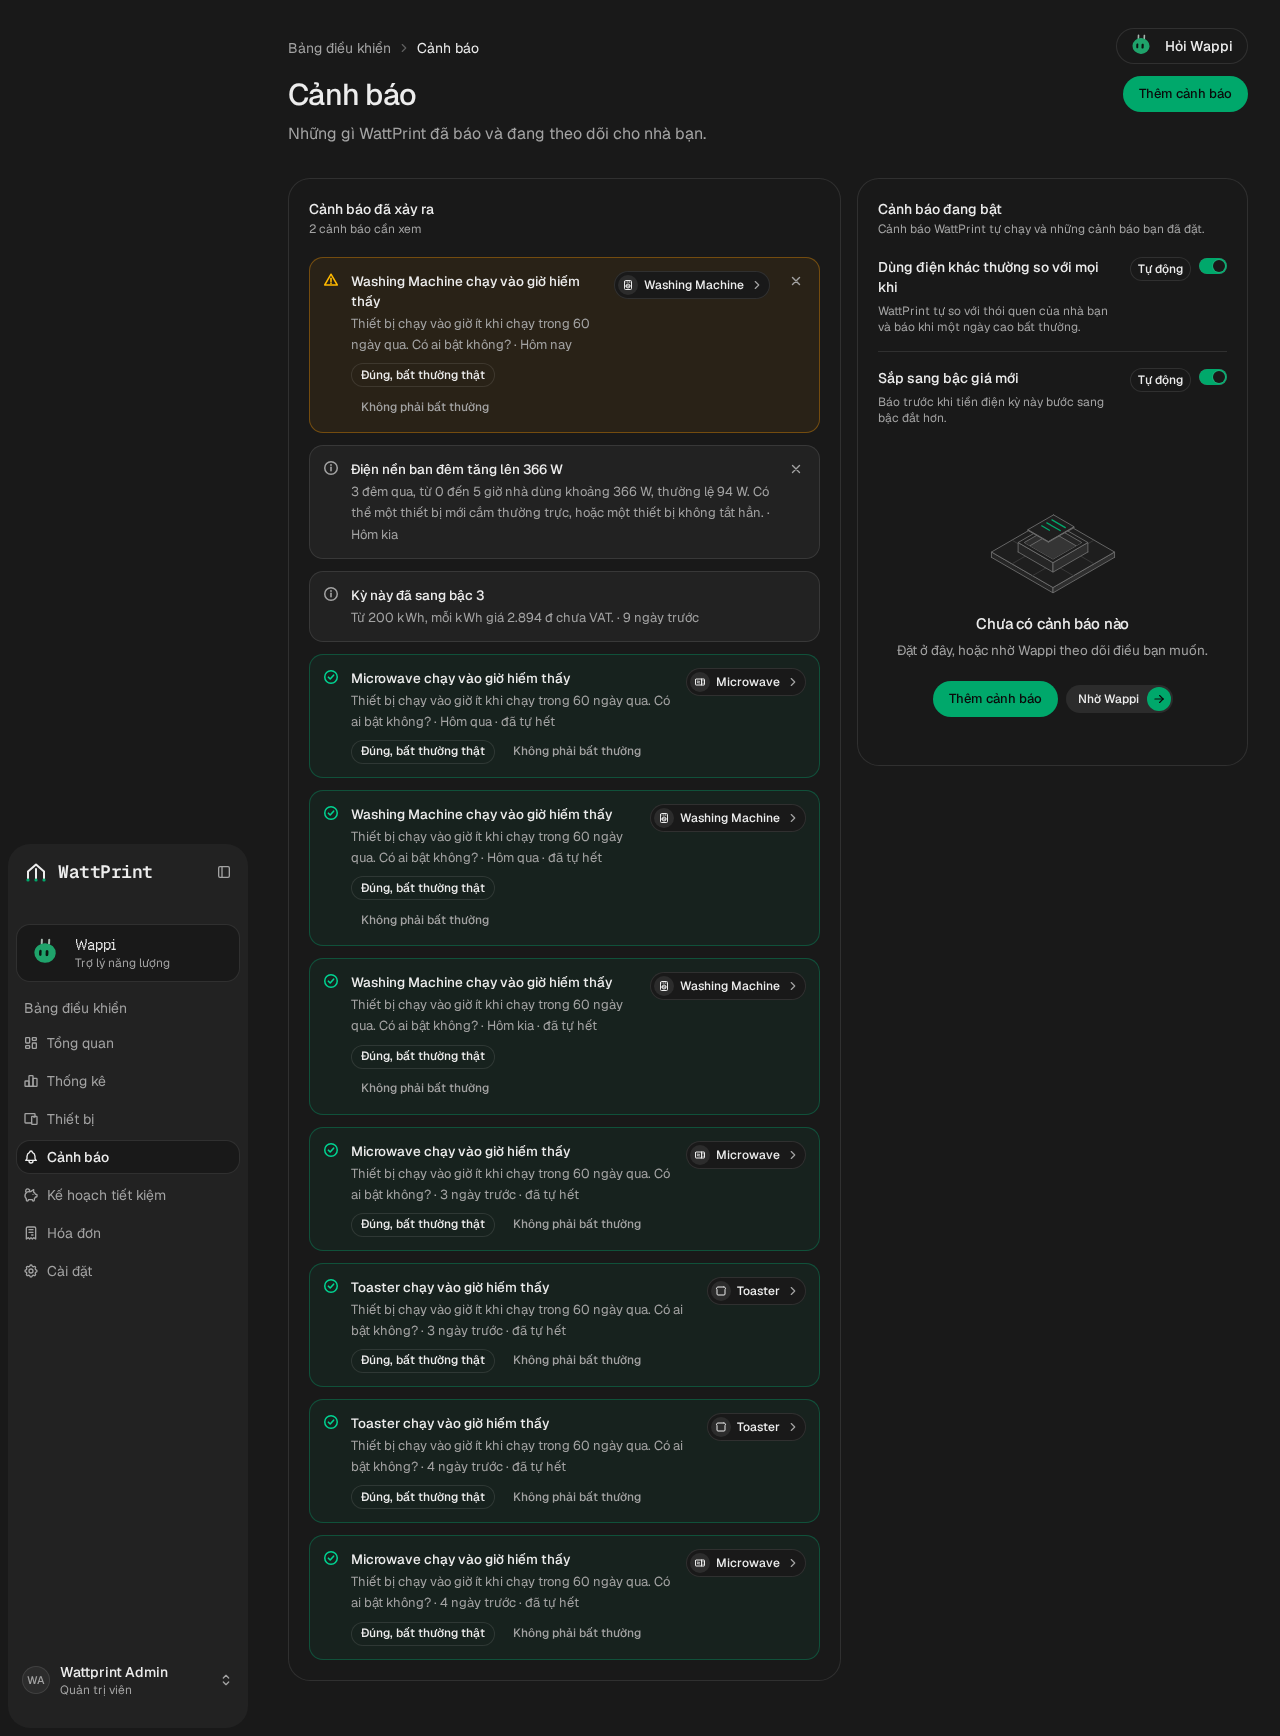 Bảng điều khiển
Cảnh báo
Hỏi Wappi
Cảnh báo
Thêm cảnh báo
Những gì WattPrint đã báo và đang theo dõi cho nhà bạn.
Cảnh báo đã xảy ra
2 cảnh báo cần xem
Washing Machine chạy vào giờ hiếm
thấy
Washing Machine
Thiết bị chạy vào giờ ít khi chạy trong 60
ngày qua. Có ai bật không? · Hôm nay
Đúng, bất thường thật
Không phải bất thường
Điện nền ban đêm tăng lên 366 W
3 đêm qua, từ 0 đến 5 giờ nhà dùng khoảng 366 W, thường lệ 94 W. Có
thể một thiết bị mới cắm thường trực, hoặc một thiết bị không tắt hẳn. ·
Hôm kia
Kỳ này đã sang bậc 3
Từ 200 kWh, mỗi kWh giá 2.894 đ chưa VAT. · 9 ngày trước
Microwave chạy vào giờ hiếm thấy
Microwave
Thiết bị chạy vào giờ ít khi chạy trong 60 ngày qua. Có
ai bật không? · Hôm qua · đã tự hết
Đúng, bất thường thật
Không phải bất thường
Washing Machine chạy vào giờ hiếm thấy
Washing Machine
Thiết bị chạy vào giờ ít khi chạy trong 60 ngày
qua. Có ai bật không? · Hôm qua · đã tự hết
Đúng, bất thường thật
Không phải bất thường
Washing Machine chạy vào giờ hiếm thấy
Washing Machine
Thiết bị chạy vào giờ ít khi chạy trong 60 ngày
qua. Có ai bật không? · Hôm kia · đã tự hết
Đúng, bất thường thật
Không phải bất thường
Microwave chạy vào giờ hiếm thấy
Microwave
Thiết bị chạy vào giờ ít khi chạy trong 60 ngày qua. Có
ai bật không? · 3 ngày trước · đã tự hết
Đúng, bất thường thật
Không phải bất thường
Toaster chạy vào giờ hiếm thấy
Toaster
Thiết bị chạy vào giờ ít khi chạy trong 60 ngày qua. Có ai
bật không? · 3 ngày trước · đã tự hết
Đúng, bất thường thật
Không phải bất thường
Toaster chạy vào giờ hiếm thấy
Toaster
Thiết bị chạy vào giờ ít khi chạy trong 60 ngày qua. Có ai
bật không? · 4 ngày trước · đã tự hết
Đúng, bất thường thật
Không phải bất thường
Microwave chạy vào giờ hiếm thấy
Microwave
Thiết bị chạy vào giờ ít khi chạy trong 60 ngày qua. Có
ai bật không? · 4 ngày trước · đã tự hết
Đúng, bất thường thật
Không phải bất thường
Cảnh báo đang bật
Cảnh báo WattPrint tự chạy và những cảnh báo bạn đã đặt.
Dùng điện khác thường so với mọi
khi
Tự động
WattPrint tự so với thói quen của nhà bạn
và báo khi một ngày cao bất thường.
Sắp sang bậc giá mới
Tự động
Báo trước khi tiền điện kỳ này bước sang
bậc đắt hơn.
Chưa có cảnh báo nào
Đặt ở đây, hoặc nhờ Wappi theo dõi điều bạn muốn.
Thêm cảnh báo
Nhờ Wappi
WattPrint
Wappi
Trợ lý năng lượng
Bảng điều khiển
Tổng quan
Thống kê
Thiết bị
Cảnh báo
Kế hoạch tiết kiệm
Hóa đơn
Cài đặt
WA
Wattprint Admin
Quản trị viên